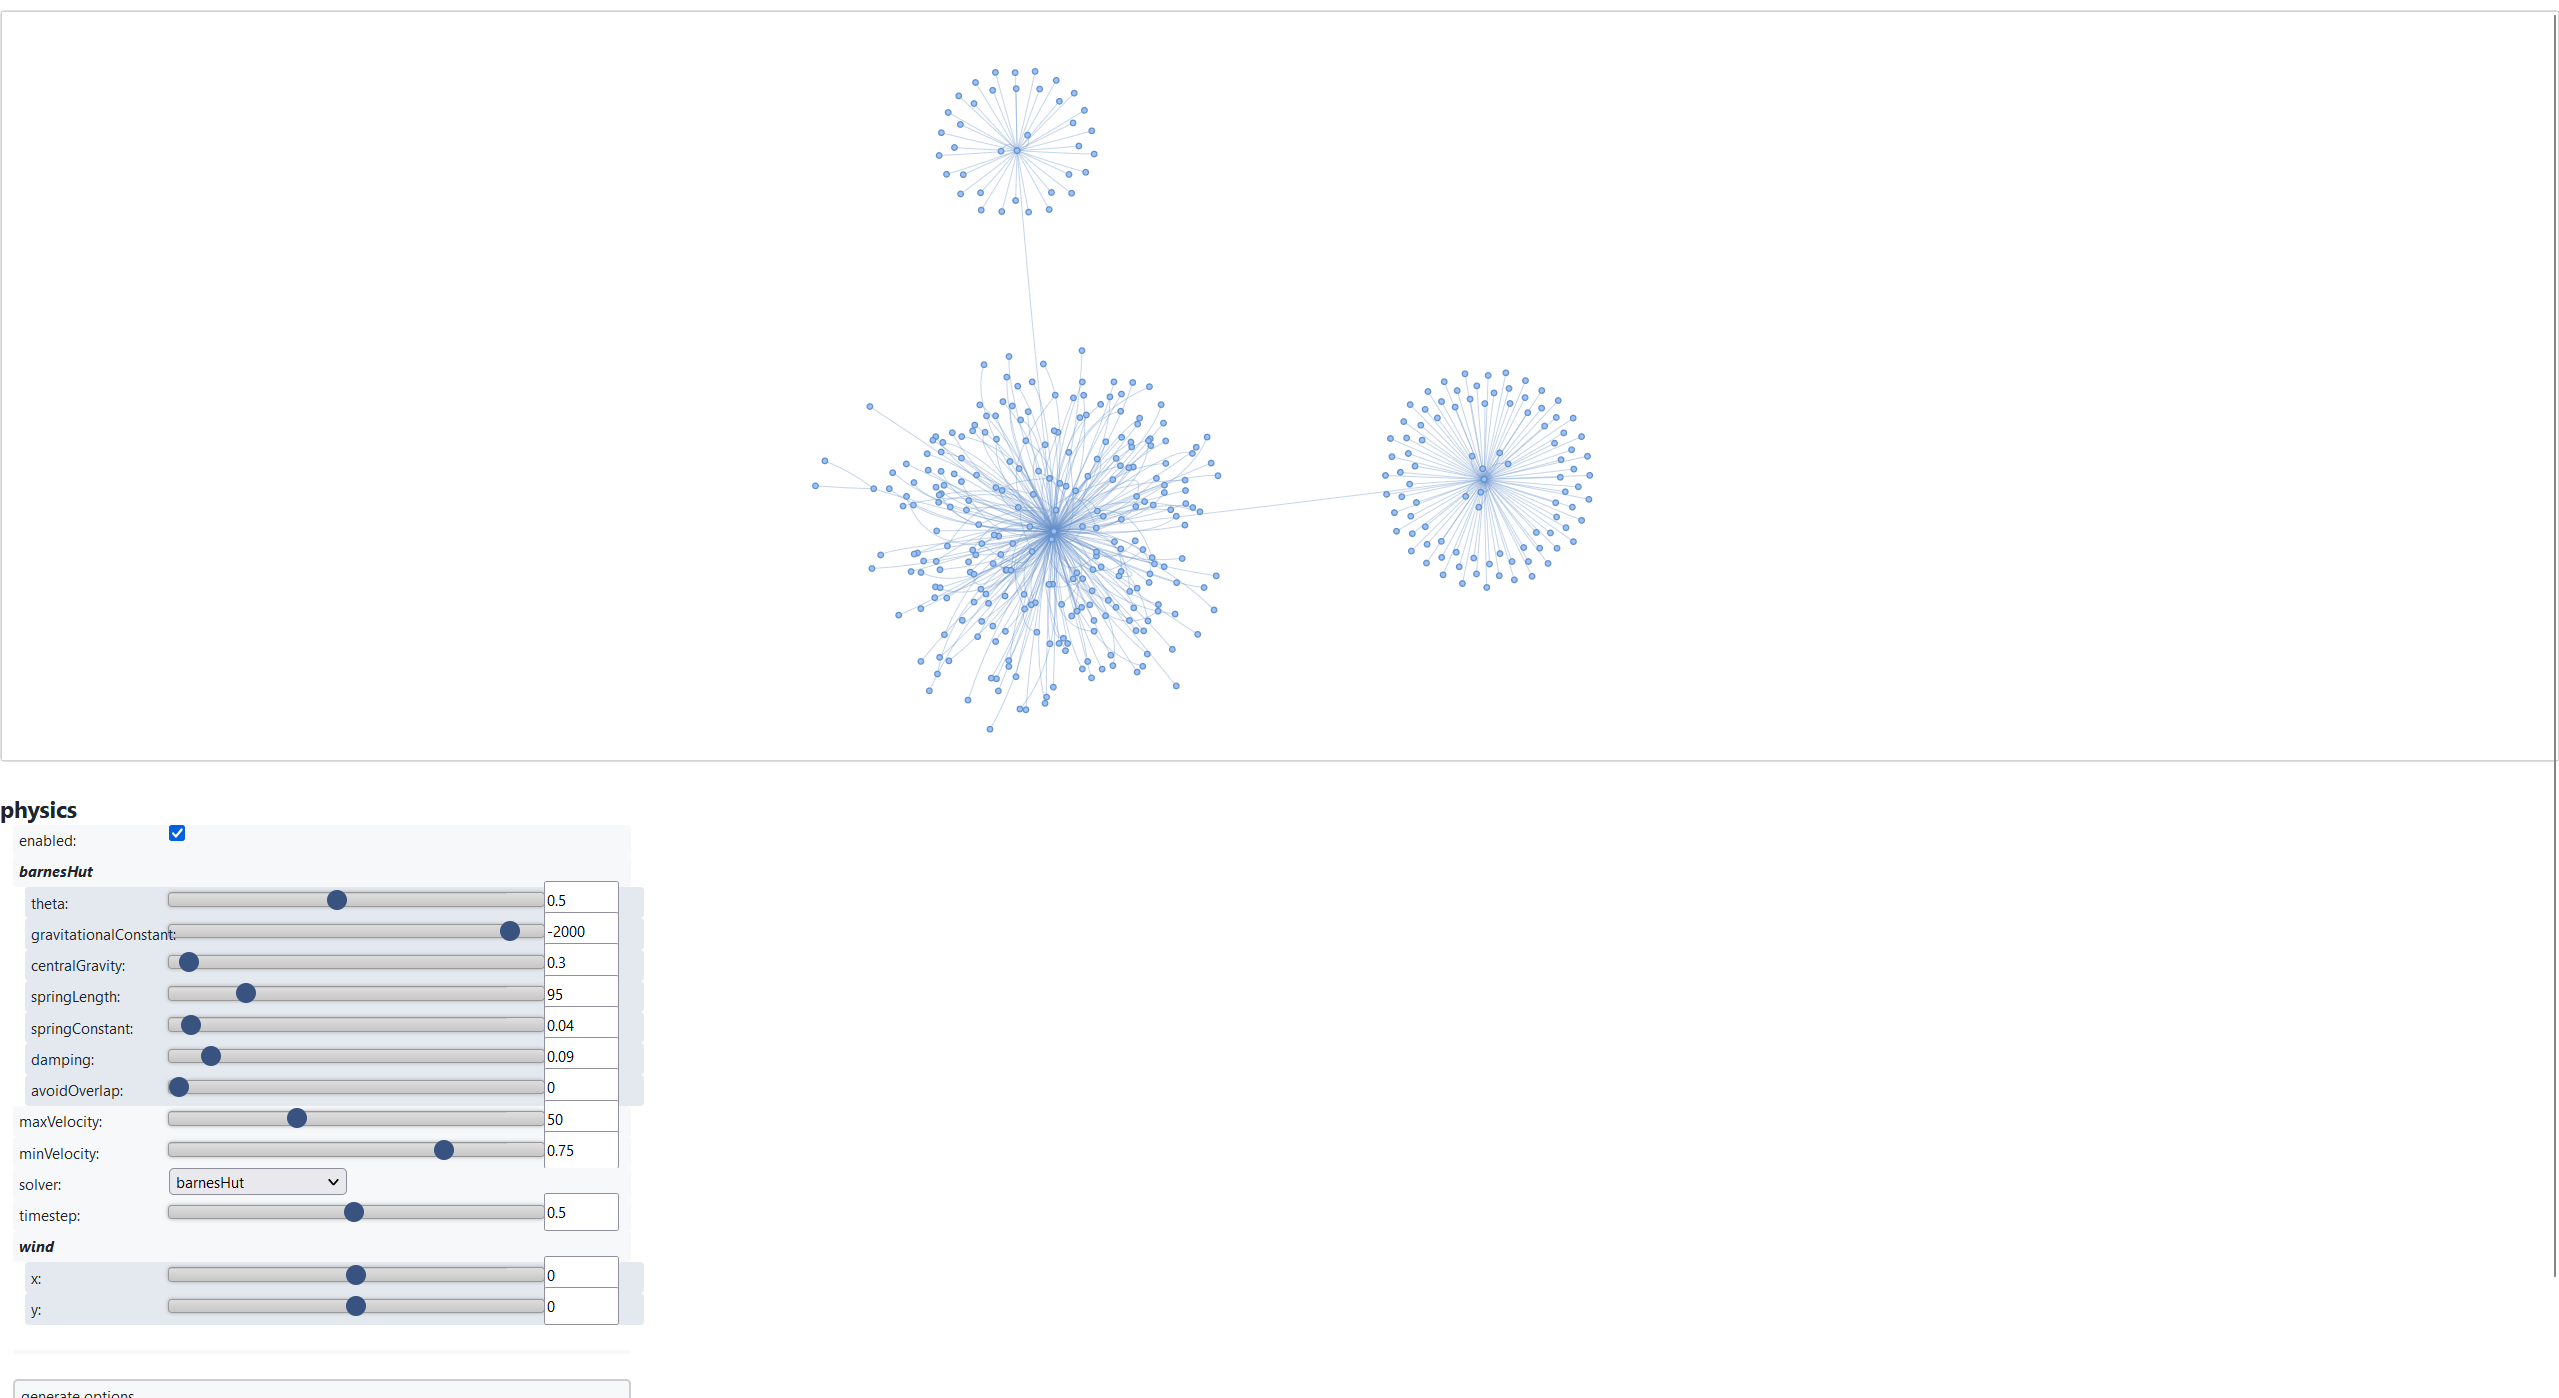 physics
enabled:
barnesHut
theta: 0.5
gravitationalConstant: -2000
centralGravity: 0.3
springLength: 95
springConstant: 0.04
damping: 0.09
avoidOverlap: 0
maxVelocity: 50
minVelocity: 0.75
solver: barnesHut
timestep: 0.5
wind
x: 0
y: 0
generate options